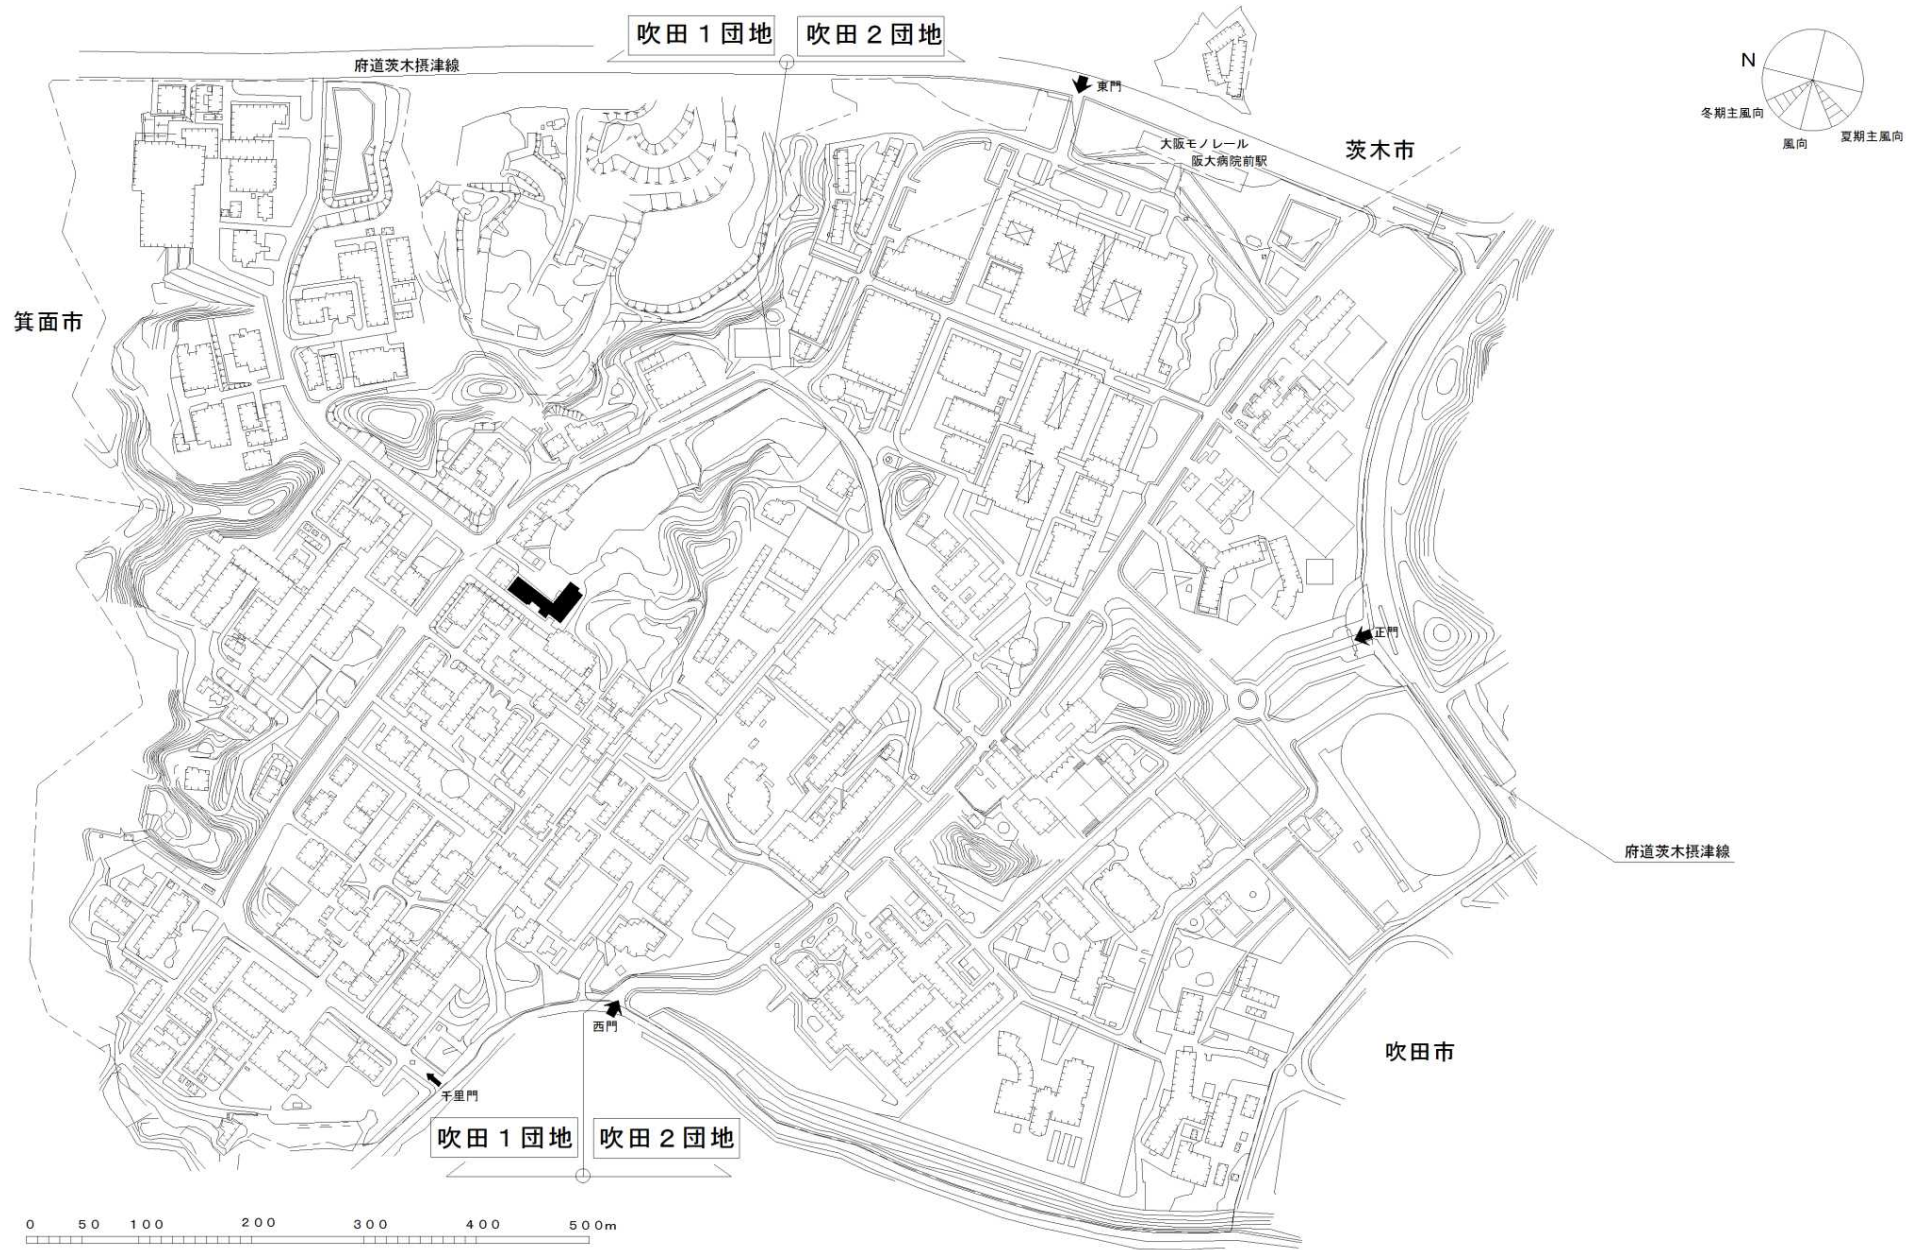 吹田1団地
吹田2団地
府道茨木摂津線
東門
大阪モノレール
阪大病院前駅
茨木市
N
冬期主風向
風向
夏期主風向
箕面市
正門
府道茨木摂津線
吹田市
西門
千里門
吹田1団地
吹田2団地
0 50 100 200 300 400 500m